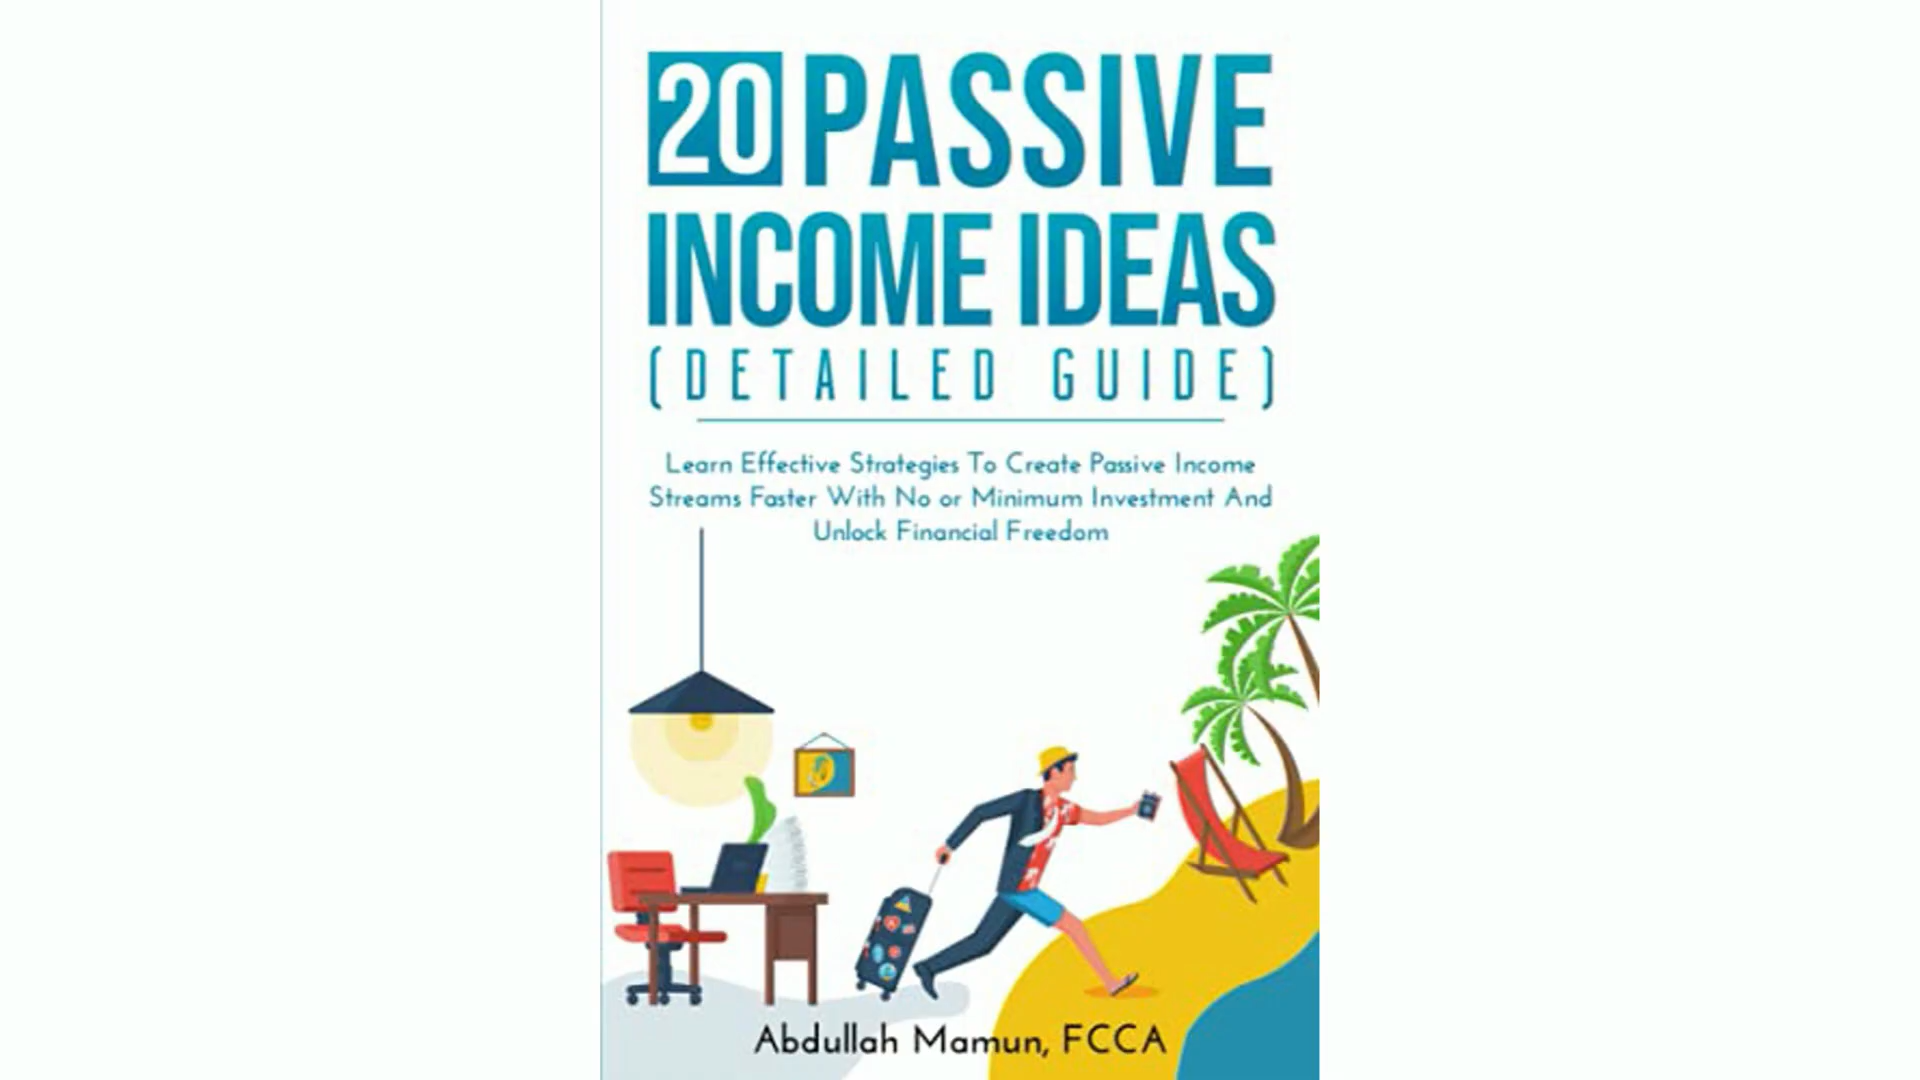 20 PASSIVE
INCOME IDEAS
(DETAILED GUIDE)
Learn Effective Strategies To Create Passive Income
Streams Faster With No or Minimum Investment And
Unlock Financial Freedom
Abdullah Mamun, FCCA